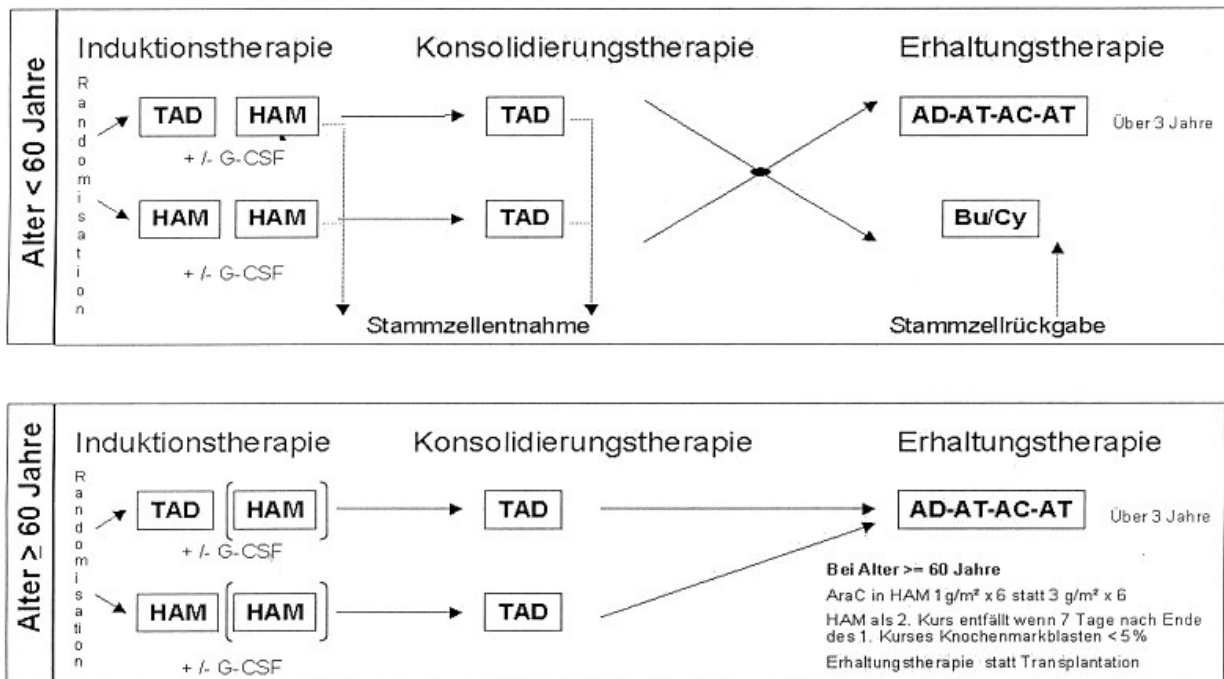 Alter < 60 Jahre
Induktionstherapie Konsolidierungstherapie Erhaltungstherapie
Randomisation
TAD HAM TAD AD-AT-AC-AT Über 3 Jahre
+ /- G-CSF
HAM HAM TAD Bu/Cy
+ /- G-CSF
Stammzellentnahme Stammzellrückgabe
Alter ≥ 60 Jahre
Induktionstherapie Konsolidierungstherapie Erhaltungstherapie
Randomisation
TAD [HAM] TAD AD-AT-AC-AT Über 3 Jahre
+ /- G-CSF
HAM [HAM] TAD
+ /- G-CSF
Bei Alter >= 60 Jahre
AraC in HAM 1g/m² x 6 statt 3 g/m² x 6
HAM als 2. Kurs entfällt wenn 7 Tage nach Ende
des 1. Kurses Knochenmarkblasten < 5%
Erhaltungstherapie statt Transplantation